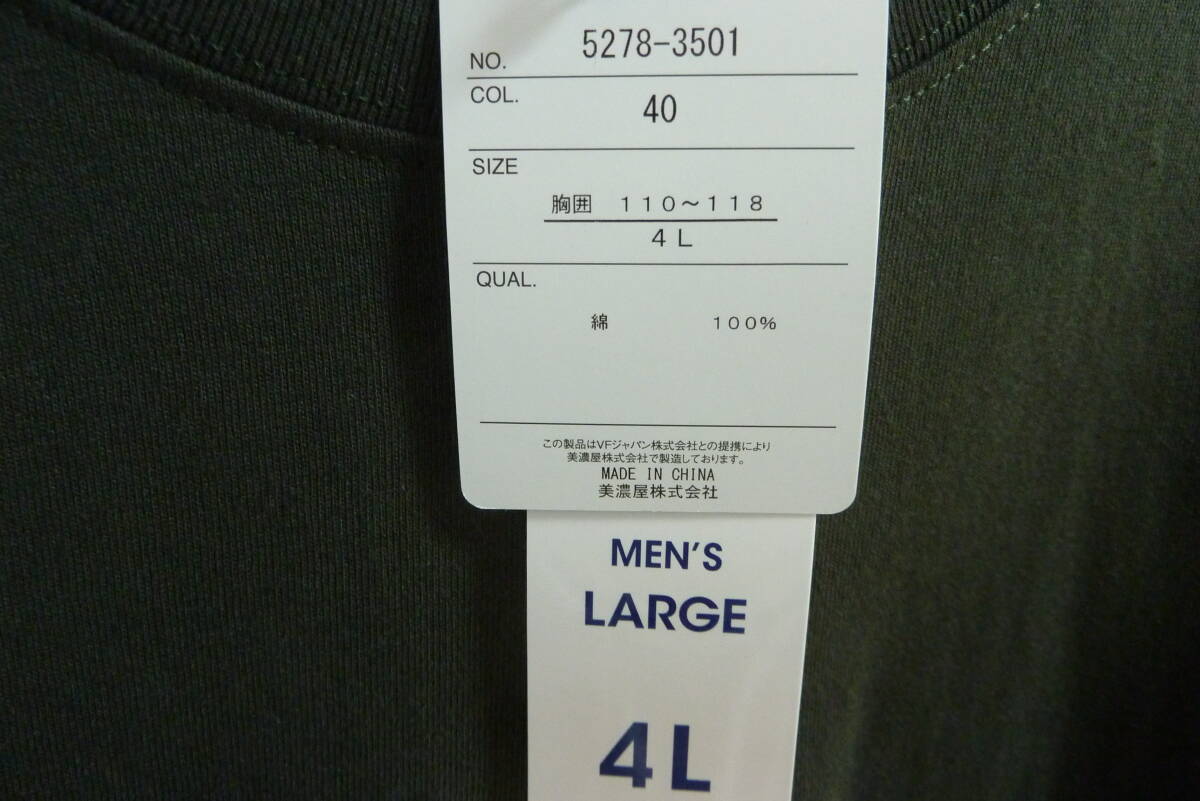 NO. 5278-3501
COL. 40
SIZE
胸囲 110～118
4L
QUAL.
綿 100%
この製品はVFジャパン株式会社との提携により
美濃屋株式会社で製造しております。
MADE IN CHINA
美濃屋株式会社
MEN'S
LARGE
4L